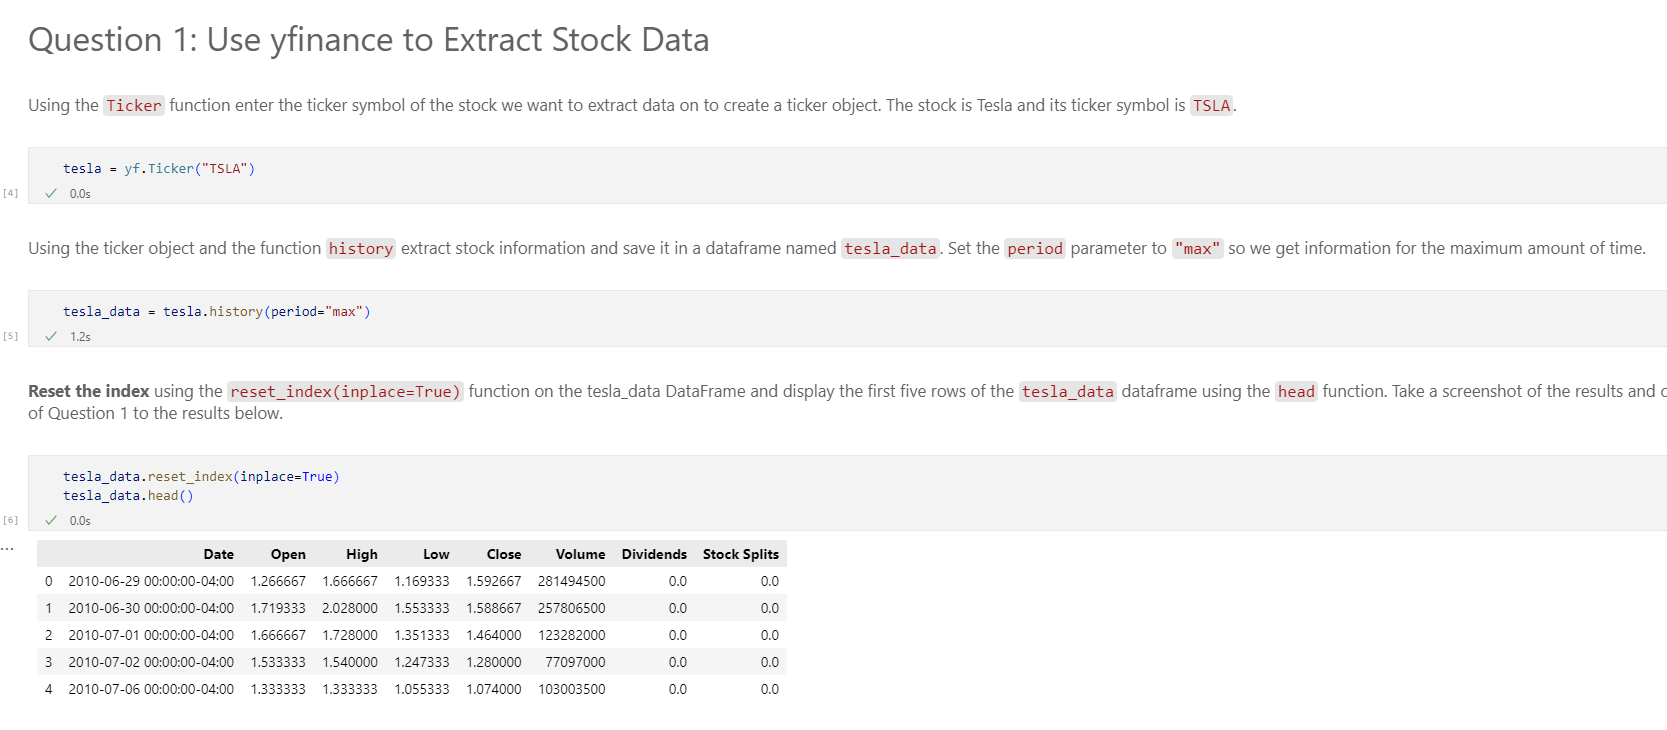 Question 1: Use yfinance to Extract Stock Data
Using the Ticker function enter the ticker symbol of the stock we want to extract data on to create a ticker object. The stock is Tesla and its ticker symbol is TSLA.
tesla = yf.Ticker("TSLA")
[4] ✓ 0.0s
Using the ticker object and the function history extract stock information and save it in a dataframe named tesla_data. Set the period parameter to "max" so we get information for the maximum amount of time.
tesla_data = tesla.history(period="max")
[5] ✓ 1.2s
Reset the index using the reset_index(inplace=True) function on the tesla_data DataFrame and display the first five rows of the tesla_data dataframe using the head function. Take a screenshot of the results and
of Question 1 to the results below.
tesla_data.reset_index(inplace=True)
tesla_data.head()
[6] ✓ 0.0s
...
Date Open High Low Close Volume Dividends Stock Splits
0 2010-06-29 00:00:00-04:00 1.266667 1.666667 1.169333 1.592667 281494500 0.0 0.0
1 2010-06-30 00:00:00-04:00 1.719333 2.028000 1.553333 1.588667 257806500 0.0 0.0
2 2010-07-01 00:00:00-04:00 1.666667 1.728000 1.351333 1.464000 123282000 0.0 0.0
3 2010-07-02 00:00:00-04:00 1.533333 1.540000 1.247333 1.280000 77097000 0.0 0.0
4 2010-07-06 00:00:00-04:00 1.333333 1.333333 1.055333 1.074000 103003500 0.0 0.0